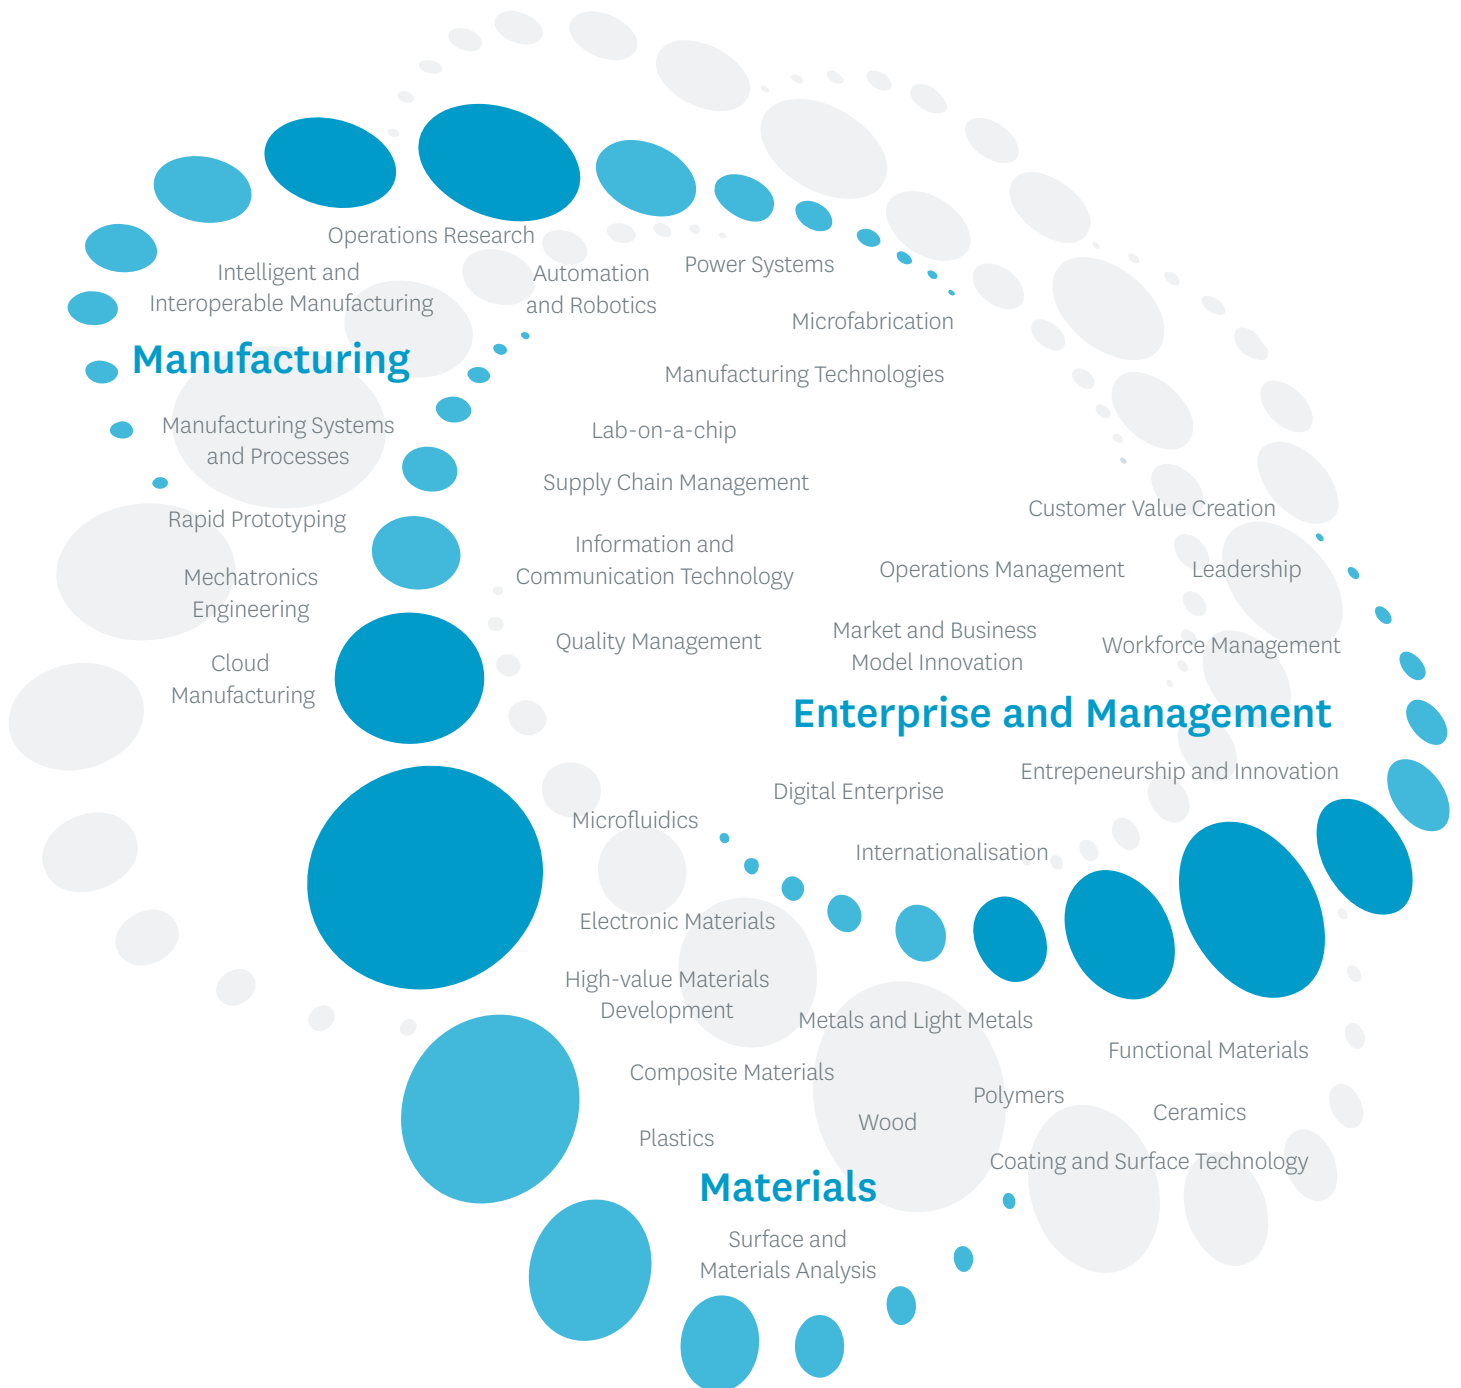 Operations Research
Intelligent and
Interoperable Manufacturing
Automation
and Robotics
Power Systems
Microfabrication
Manufacturing
Manufacturing Technologies
Manufacturing Systems
and Processes
Lab-on-a-chip
Supply Chain Management
Rapid Prototyping
Customer Value Creation
Information and
Communication Technology
Mechatronics
Engineering
Operations Management
Leadership
Quality Management
Market and Business
Model Innovation
Workforce Management
Cloud
Manufacturing
Enterprise and Management
Entrepeneurship and Innovation
Digital Enterprise
Microfluidics
Internationalisation
Electronic Materials
High-value Materials
Development
Metals and Light Metals
Functional Materials
Composite Materials
Polymers
Ceramics
Wood
Plastics
Coating and Surface Technology
Materials
Surface and
Materials Analysis